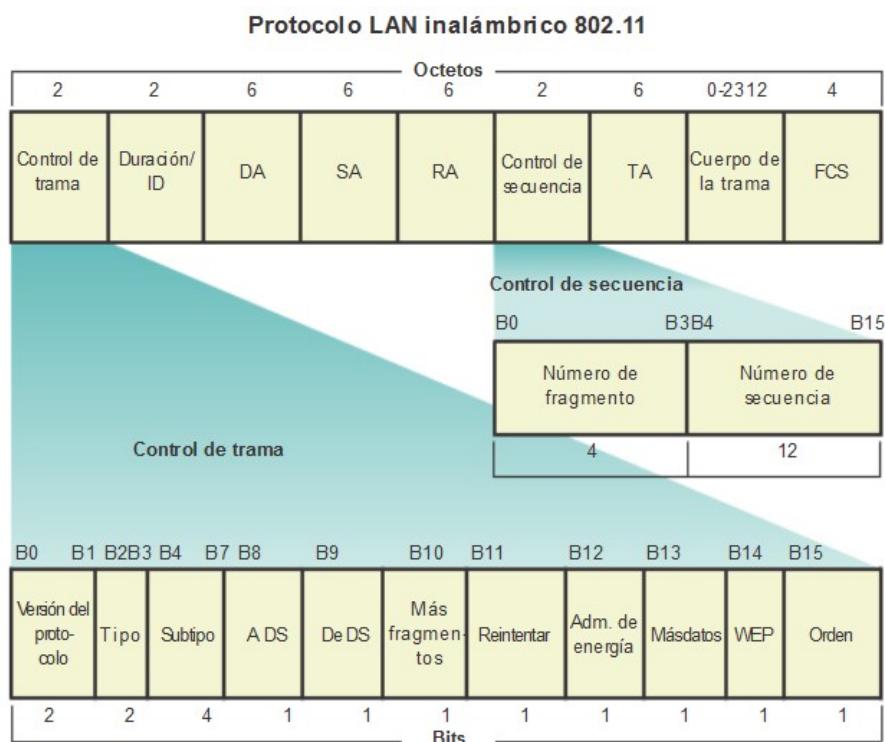 Protocolo LAN inalámbrico 802.11
Octetos
2 2 6 6 6 2 6 0-2312 4
Control de trama
Duración/ ID
DA
SA
RA
Control de secuencia
TA
Cuerpo de la trama
FCS
Control de secuencia
B0 B3 B4 B15
Número de fragmento
Número de secuencia
4 12
Control de trama
B0 B1 B2B3 B4 B7 B8 B9 B10 B11 B12 B13 B14 B15
Versión del proto- colo
Tipo
Subtipo
A DS
De DS
Más fragmen- tos
Reintentar
Adm. de energía
Másdatos
WEP
Orden
2 2 4 1 1 1 1 1 1 1 1
Bits